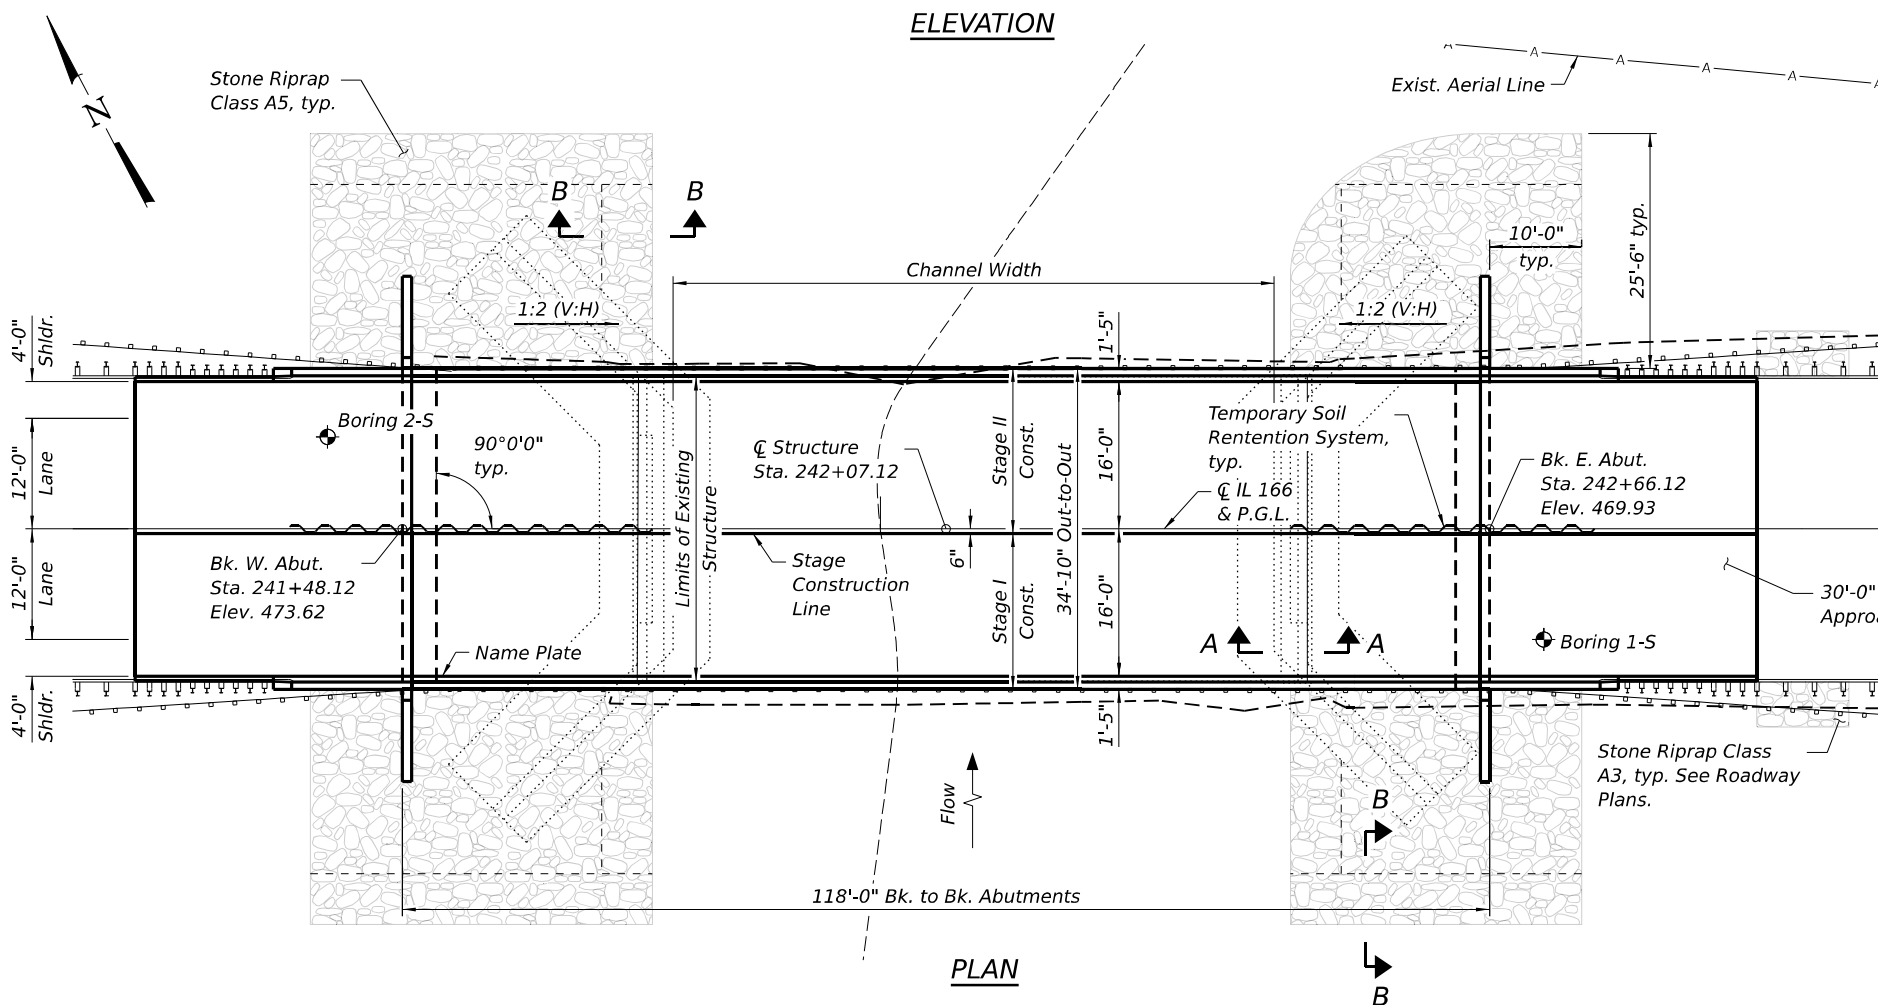 ELEVATION
N
Stone Riprap
Class A5, typ.
A
A
A
A
A
A
Exist. Aerial Line
B
B
10'-0"
typ.
25'-6" typ.
Channel Width
1:2 (V:H)
1:2 (V:H)
4'-0"
Shldr.
1'-5"
Boring 2-S
90°0'0"
typ.
℄ Structure
Sta. 242+07.12
Stage II
Const.
16'-0"
Temporary Soil
Rentention System,
typ.
℄ IL 166
& P.G.L.
Bk. E. Abut.
Sta. 242+66.12
Elev. 469.93
12'-0"
Lane
Limits of Existing
Structure
34'-10" Out-to-Out
6"
12'-0"
Lane
Bk. W. Abut.
Sta. 241+48.12
Elev. 473.62
Stage
Construction
Line
Stage I
Const.
16'-0"
30'-0"
A
A
Boring 1-S
Name Plate
4'-0"
Shldr.
1'-5"
Stone Riprap Class
A3, typ. See Roadway
Plans.
Flow
B
118'-0" Bk. to Bk. Abutments
PLAN
B